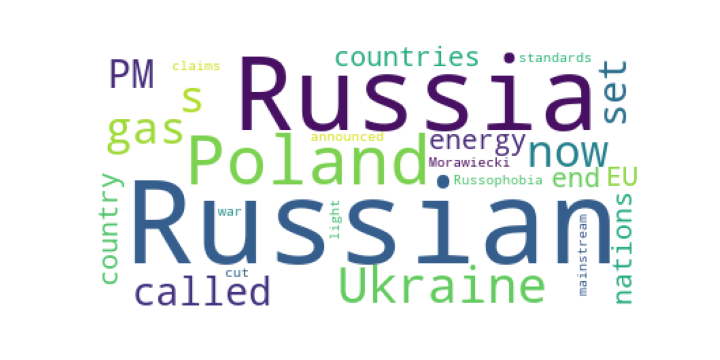 countries
standards
claims
PM
Russia
set
s
gas
announced
energy
now
Poland
Morawiecki
Russophobia
end
EU
country
Russian
war
light
nations
mainstream
cut
called
Ukraine